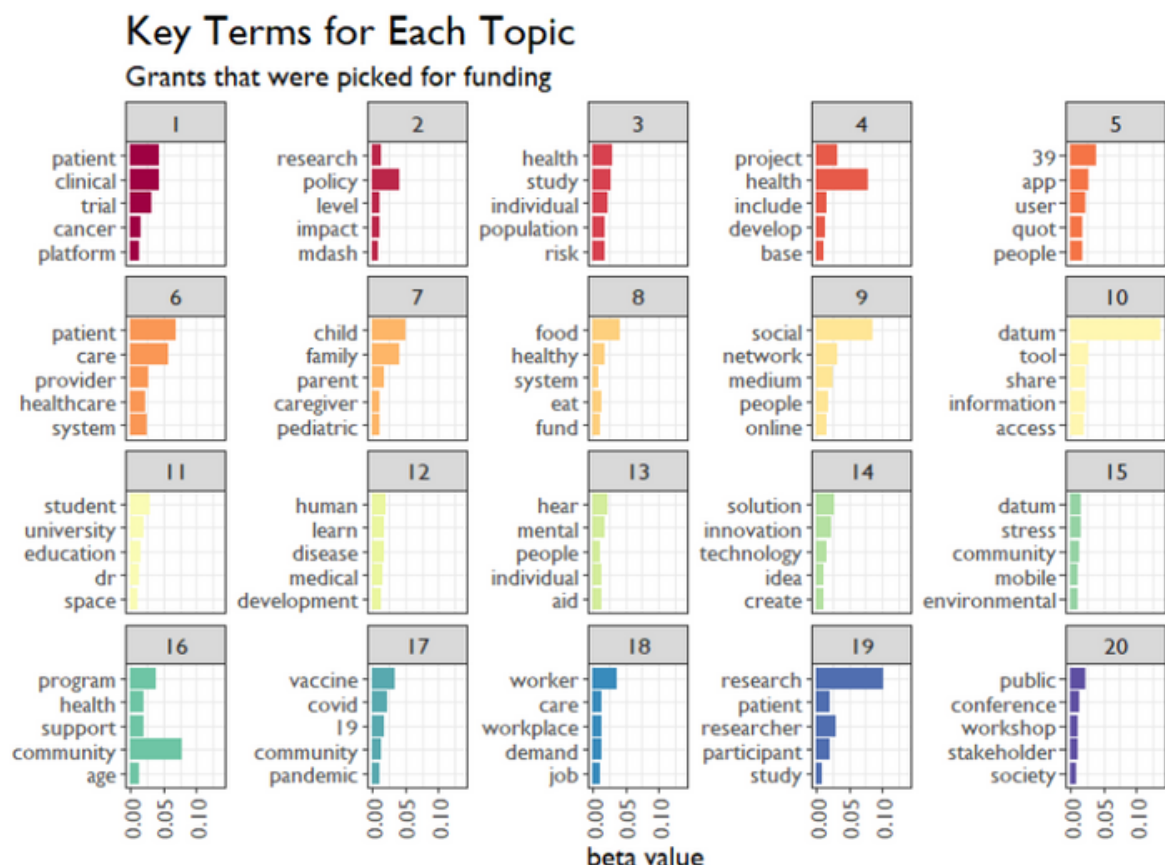 Key Terms for Each Topic
Grants that were picked for funding
1 2 3 4 5
patient research health project 39
clinical policy study health app
trial level individual include user
cancer impact population develop quot
platform mdash risk base people
6 7 8 9 10
patient child food social datum
care family healthy network tool
provider parent system medium share
healthcare caregiver eat people information
system pediatric fund online access
11 12 13 14 15
student human hear solution datum
university learn mental innovation stress
education disease people technology community
dr medical individual idea mobile
space development aid create environmental
16 17 18 19 20
program vaccine worker research public
health covid care patient conference
support 19 workplace researcher workshop
community community demand participant stakeholder
age pandemic job study society
0.00 0.05 0.10 0.00 0.05 0.10 0.00 0.05 0.10 0.00 0.05 0.10 0.00 0.05 0.10
beta value